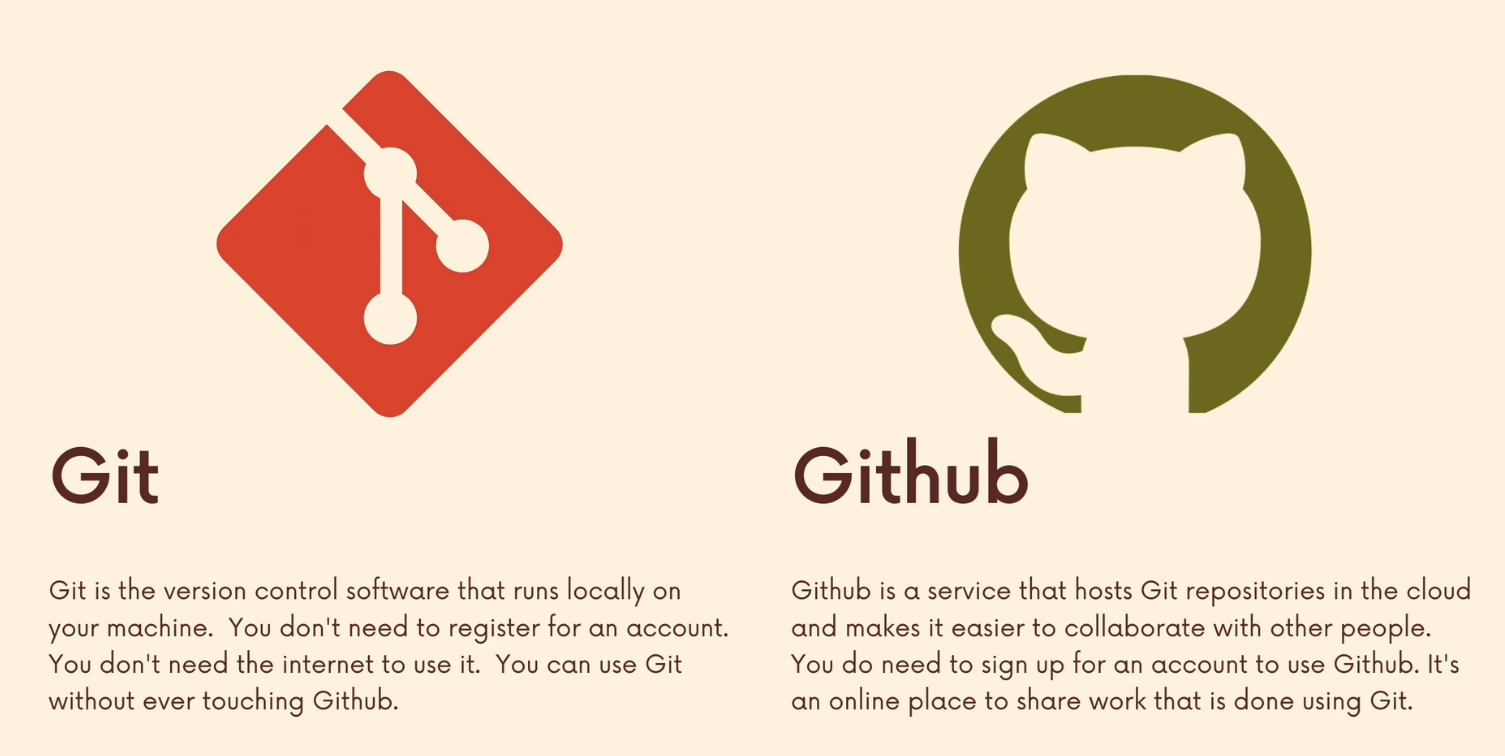 Git
Git is the version control software that runs locally on
your machine.  You don't need to register for an account.
You don't need the internet to use it.  You can use Git
without ever touching Github.
Github
Github is a service that hosts Git repositories in the cloud
and makes it easier to collaborate with other people.
You do need to sign up for an account to use Github. It's
an online place to share work that is done using Git.